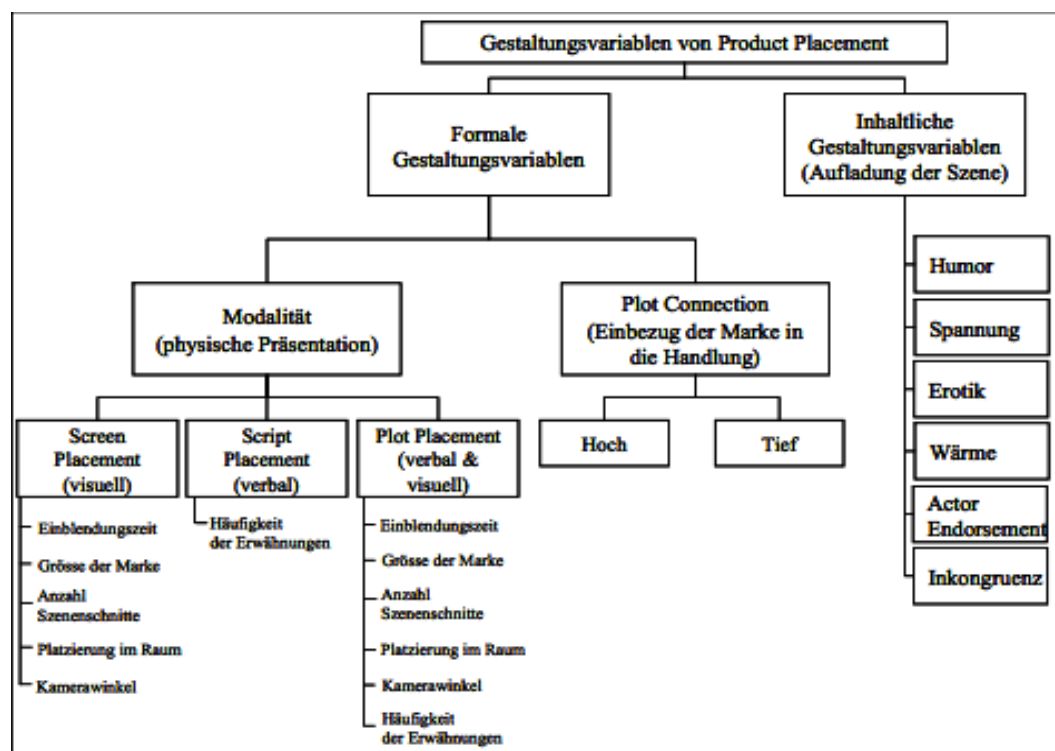 Gestaltungsvariablen von Product Placement
Formale
Gestaltungsvariablen
Inhaltliche
Gestaltungsvariablen
(Aufladung der Szene)
Modalität
(physische Präsentation)
Plot Connection
(Einbezug der Marke in
die Handlung)
Screen
Placement
(visuell)
Einblendungszeit
Grösse der Marke
Anzahl
Szenenschnitte
Platzierung im Raum
Kamerawinkel
Script
Placement
(verbal)
Häufigkeit
der Erwähnungen
Plot Placement
(verbal &
visuell)
Einblendungszeit
Grösse der Marke
Anzahl
Szenenschnitte
Platzierung im Raum
Kamerawinkel
Häufigkeit
der Erwähnungen
Hoch
Tief
Humor
Spannung
Erotik
Wärme
Actor
Endorsement
Inkongruenz